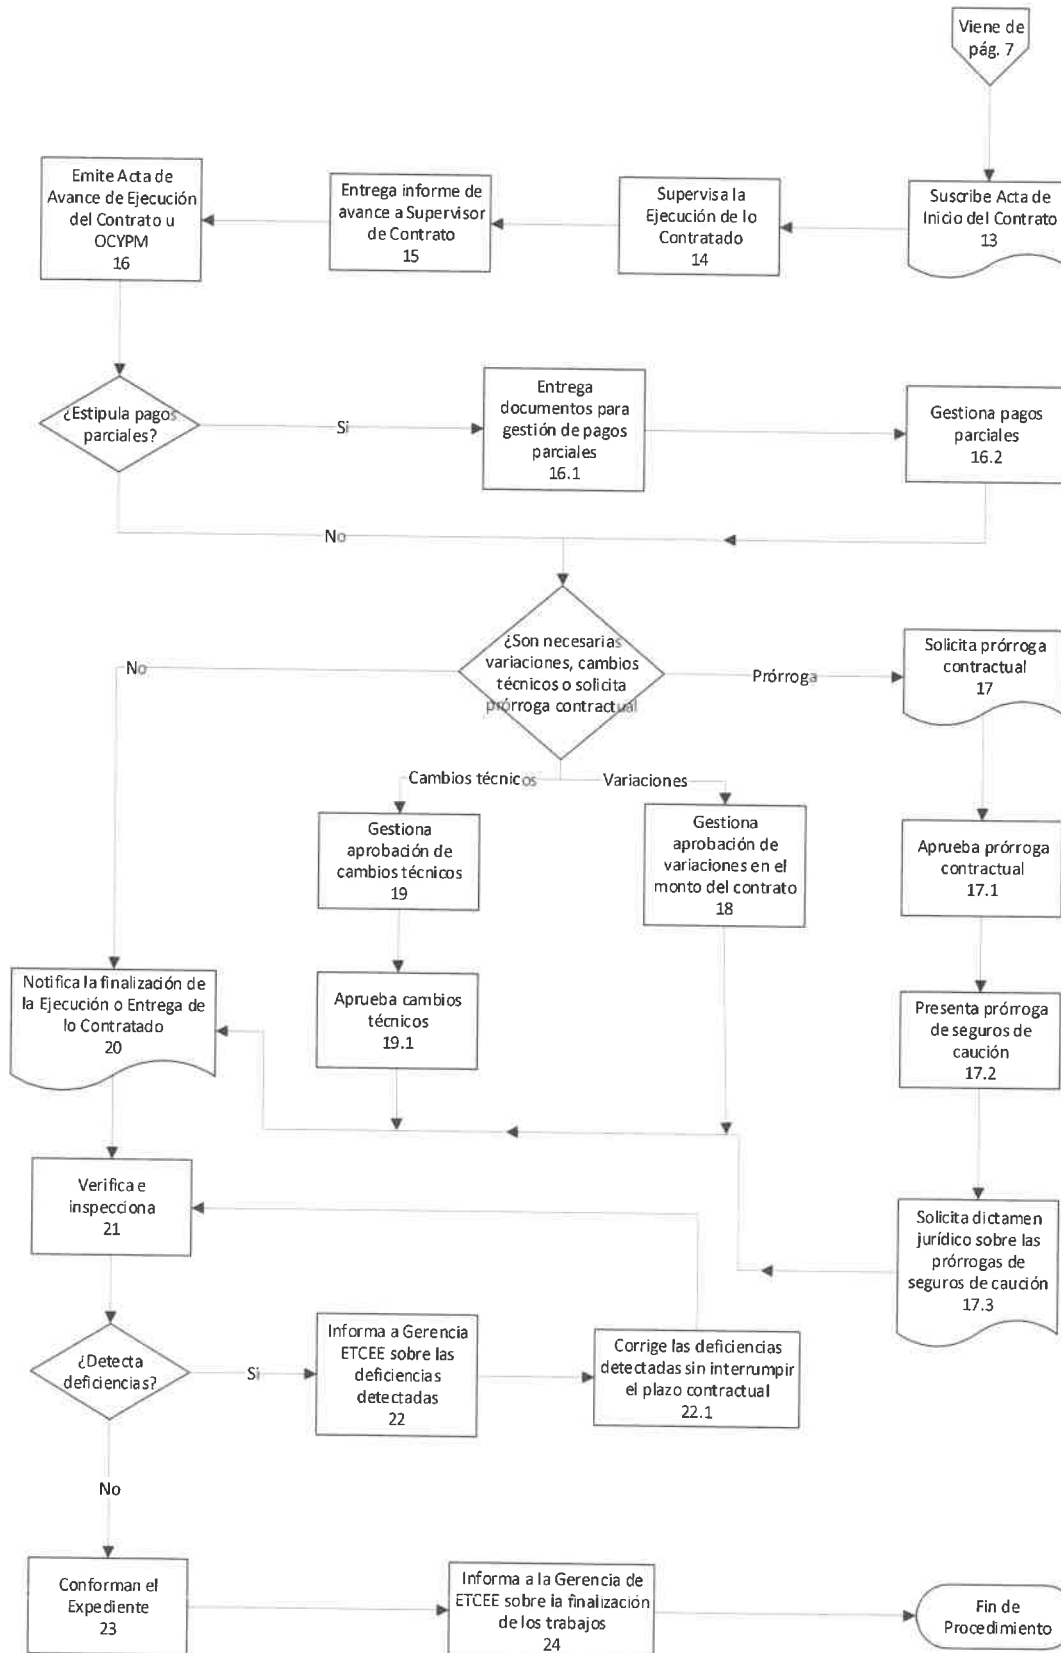 Viene de
pág. 7
Suscribe Acta de
Inicio del Contrato
13
Supervisa la
Ejecución de lo
Contratado
14
Entrega informe de
avance a Supervisor
de Contrato
15
Emite Acta de
Avance de Ejecución
del Contrato u
OCYPM
16
¿Estipula pagos
parciales?
Si
Entrega
documentos para
gestión de pagos
parciales
16.1
Gestiona pagos
parciales
16.2
No
¿Son necesarias
variaciones, cambios
técnicos o solicita
prórroga contractual
No
Prórroga
Solicita prórroga
contractual
17
Cambios técnicos
Variaciones
Gestiona
aprobación de
cambios técnicos
19
Gestiona
aprobación de
variaciones en el
monto del contrato
18
Aprueba prórroga
contractual
17.1
Notifica la finalización de
la Ejecución o Entrega de
lo Contratado
20
Aprueba cambios
técnicos
19.1
Presenta prórroga
de seguros de
caución
17.2
Verifica e
inspecciona
21
Solicita dictamen
jurídico sobre las
prórrogas de
seguros de caución
17.3
¿Detecta
deficiencias?
Si
Informa a Gerencia
ETCEE sobre las
deficiencias
detectadas
22
Corrige las deficiencias
detectadas sin interrumpir
el plazo contractual
22.1
No
Conforman el
Expediente
23
Informa a la Gerencia de
ETCEE sobre la finalización
de los trabajos
24
Fin de
Procedimiento